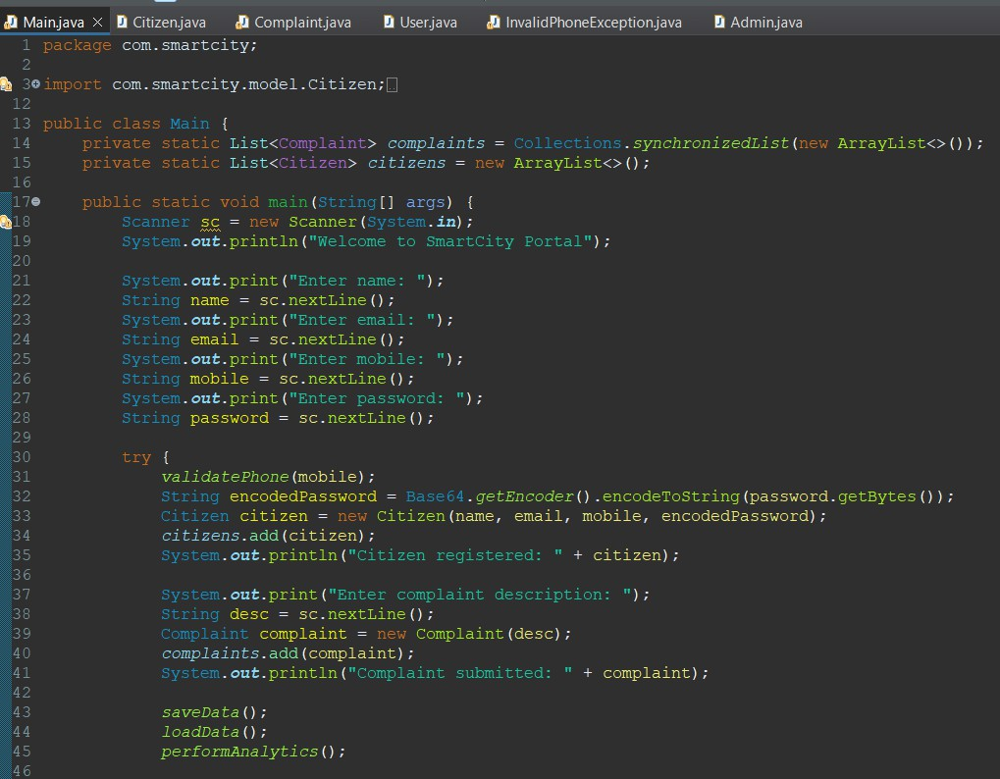 Main.java Citizen.java Complaint.java User.java InvalidPhoneException.java Admin.java
1 package com.smartcity;
2
3 import com.smartcity.model.Citizen;
12
13 public class Main {
14 private static List<Complaint> complaints = Collections.synchronizedList(new ArrayList<>());
15 private static List<Citizen> citizens = new ArrayList<>();
16
17 public static void main(String[] args) {
18 Scanner sc = new Scanner(System.in);
19 System.out.println("Welcome to SmartCity Portal");
20
21 System.out.print("Enter name: ");
22 String name = sc.nextLine();
23 System.out.print("Enter email: ");
24 String email = sc.nextLine();
25 System.out.print("Enter mobile: ");
26 String mobile = sc.nextLine();
27 System.out.print("Enter password: ");
28 String password = sc.nextLine();
29
30 try {
31 validatePhone(mobile);
32 String encodedPassword = Base64.getEncoder().encodeToString(password.getBytes());
33 Citizen citizen = new Citizen(name, email, mobile, encodedPassword);
34 citizens.add(citizen);
35 System.out.println("Citizen registered: " + citizen);
36
37 System.out.print("Enter complaint description: ");
38 String desc = sc.nextLine();
39 Complaint complaint = new Complaint(desc);
40 complaints.add(complaint);
41 System.out.println("Complaint submitted: " + complaint);
42
43 saveData();
44 loadData();
45 performAnalytics();
46